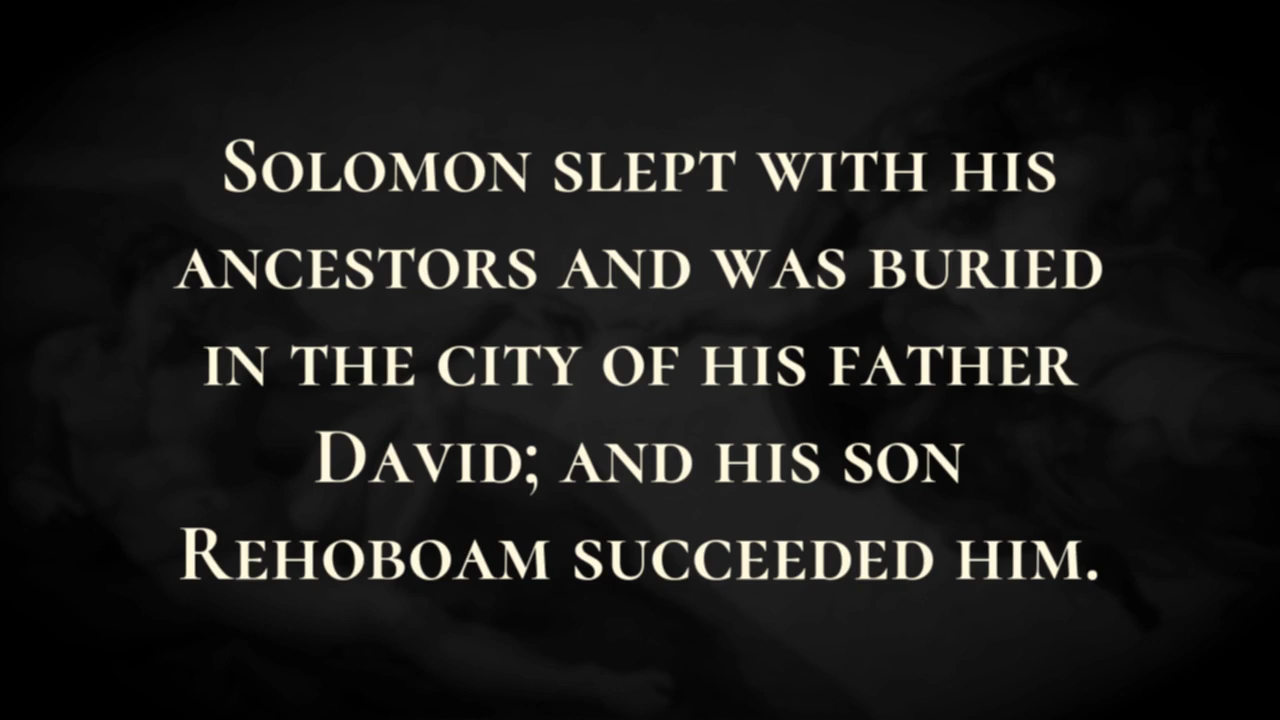 Solomon slept with his
ancestors and was buried
in the city of his father
David; and his son
Rehoboam succeeded him.